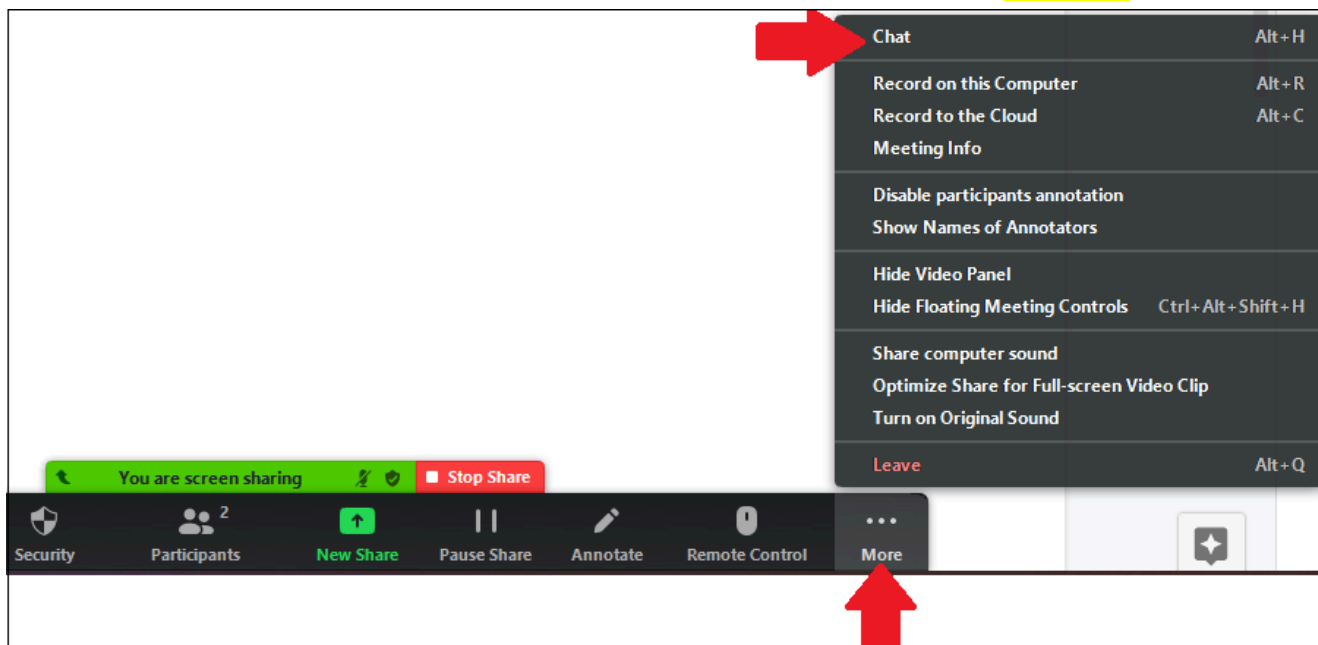 Chat Alt+H
Record on this Computer Alt+R
Record to the Cloud Alt+C
Meeting Info
Disable participants annotation
Show Names of Annotators
Hide Video Panel
Hide Floating Meeting Controls Ctrl+Alt+Shift+H
Share computer sound
Optimize Share for Full-screen Video Clip
Turn on Original Sound
Leave Alt+Q
You are screen sharing Stop Share
2
Security Participants New Share Pause Share Annotate Remote Control More